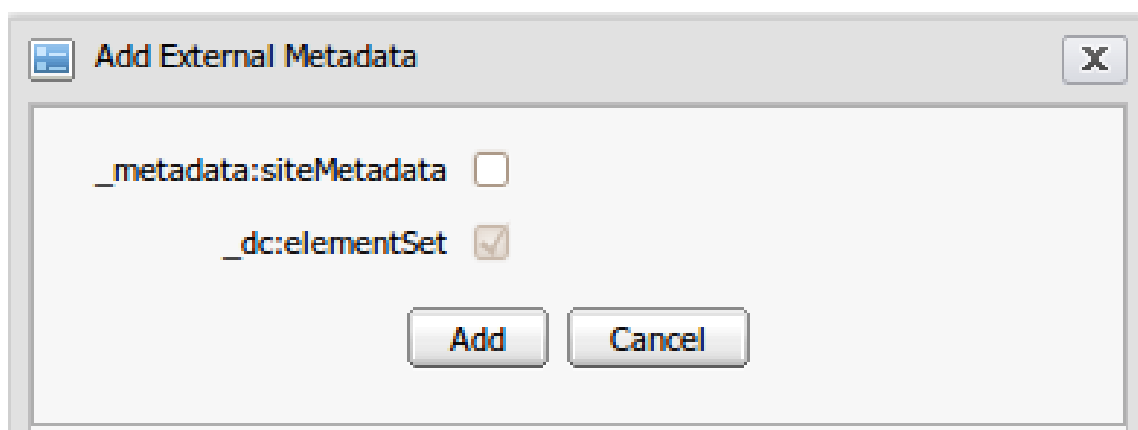 Add External Metadata
_metadata:siteMetadata
_dc:elementSet
Add Cancel